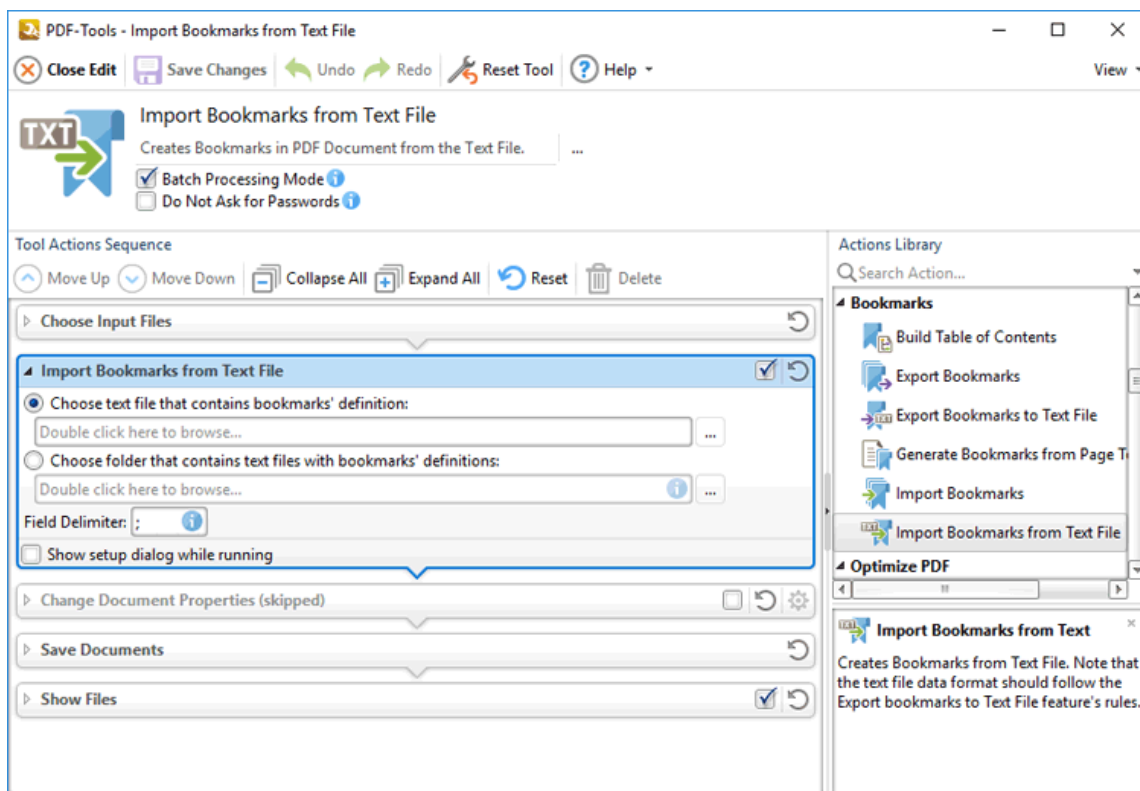 PDF-Tools - Import Bookmarks from Text File
Close Edit Save Changes Undo Redo Reset Tool Help View
TXT
Import Bookmarks from Text File
Creates Bookmarks in PDF Document from the Text File. ...
Batch Processing Mode
Do Not Ask for Passwords
Tool Actions Sequence
Move Up Move Down Collapse All Expand All Reset Delete
Choose Input Files
Import Bookmarks from Text File
Choose text file that contains bookmarks' definition:
Double click here to browse... ...
Choose folder that contains text files with bookmarks' definitions:
Double click here to browse... ...
Field Delimiter: ;
Show setup dialog while running
Change Document Properties (skipped)
Save Documents
Show Files
Actions Library
Search Action...
Bookmarks
Build Table of Contents
Export Bookmarks
Export Bookmarks to Text File
Generate Bookmarks from Page T
Import Bookmarks
Import Bookmarks from Text File
Optimize PDF
Import Bookmarks from Text
Creates Bookmarks from Text File. Note that
the text file data format should follow the
Export bookmarks to Text File feature's rules.